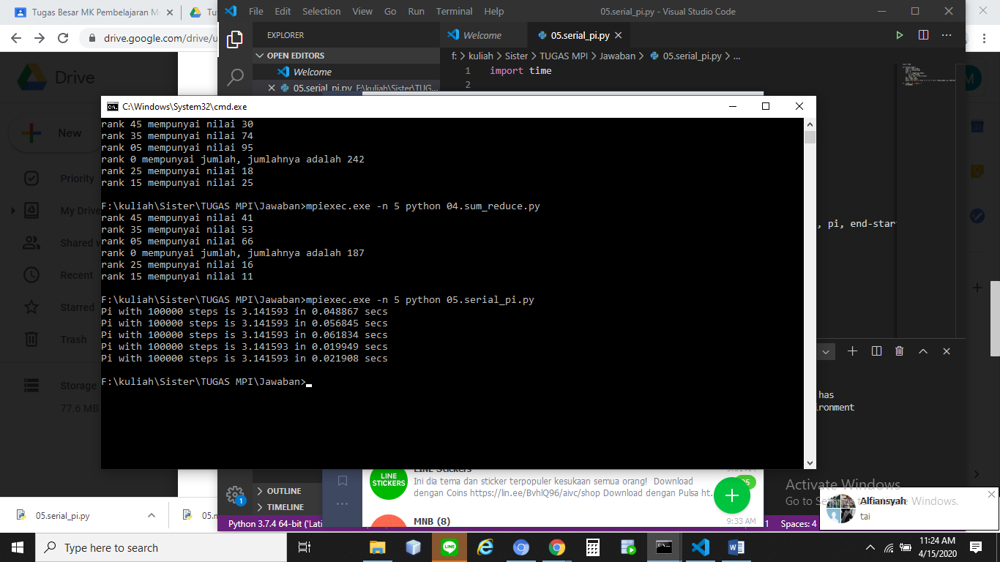 Tugas Besar MK Pembelajaran M
drive.google.com/drive/u
Drive
New
Priority
My Drive
Shared w
Recent
Starred
Trash
Storage
77.6 MB
File Edit Selection View Go Run Terminal Help
05.serial_pi.py - Visual Studio Code
EXPLORER
OPEN EDITORS
Welcome
05.serial_pi.py F:\kuliah\Sister\TUG...
Welcome
05.serial_pi.py
f: > kuliah > Sister > TUGAS MPI > Jawaban > 05.serial_pi.py > ...
1 import time
2
, pi, end-star
has
ironment
C:\Windows\System32\cmd.exe
rank 45 mempunyai nilai 30
rank 35 mempunyai nilai 74
rank 05 mempunyai nilai 95
rank 0 mempunyai jumlah, jumlahnya adalah 242
rank 25 mempunyai nilai 18
rank 15 mempunyai nilai 25
F:\kuliah\Sister\TUGAS MPI\Jawaban>mpiexec.exe -n 5 python 04.sum_reduce.py
rank 45 mempunyai nilai 41
rank 35 mempunyai nilai 53
rank 05 mempunyai nilai 66
rank 0 mempunyai jumlah, jumlahnya adalah 187
rank 25 mempunyai nilai 16
rank 15 mempunyai nilai 11
F:\kuliah\Sister\TUGAS MPI\Jawaban>mpiexec.exe -n 5 python 05.serial_pi.py
Pi with 100000 steps is 3.141593 in 0.048867 secs
Pi with 100000 steps is 3.141593 in 0.056845 secs
Pi with 100000 steps is 3.141593 in 0.061834 secs
Pi with 100000 steps is 3.141593 in 0.019949 secs
Pi with 100000 steps is 3.141593 in 0.021908 secs
F:\kuliah\Sister\TUGAS MPI\Jawaban>
OUTLINE
TIMELINE
1
LINE STICKERS
LINE Stickers
Ini dia tema dan sticker terpopuler kesukaan semua orang! Download
dengan Coins https://lin.ee/BvhlQ96/aivc/shop Download dengan Pulsa ht...
MNB (8)
9:33 AM
Activate Windows
Go to Settings to activate Windows.
Alfiansyah
tai
05.serial_pi.py
Python 3.7.4 64-bit ('Lati
Spaces: 4
Type here to search
11:24 AM
4/15/2020